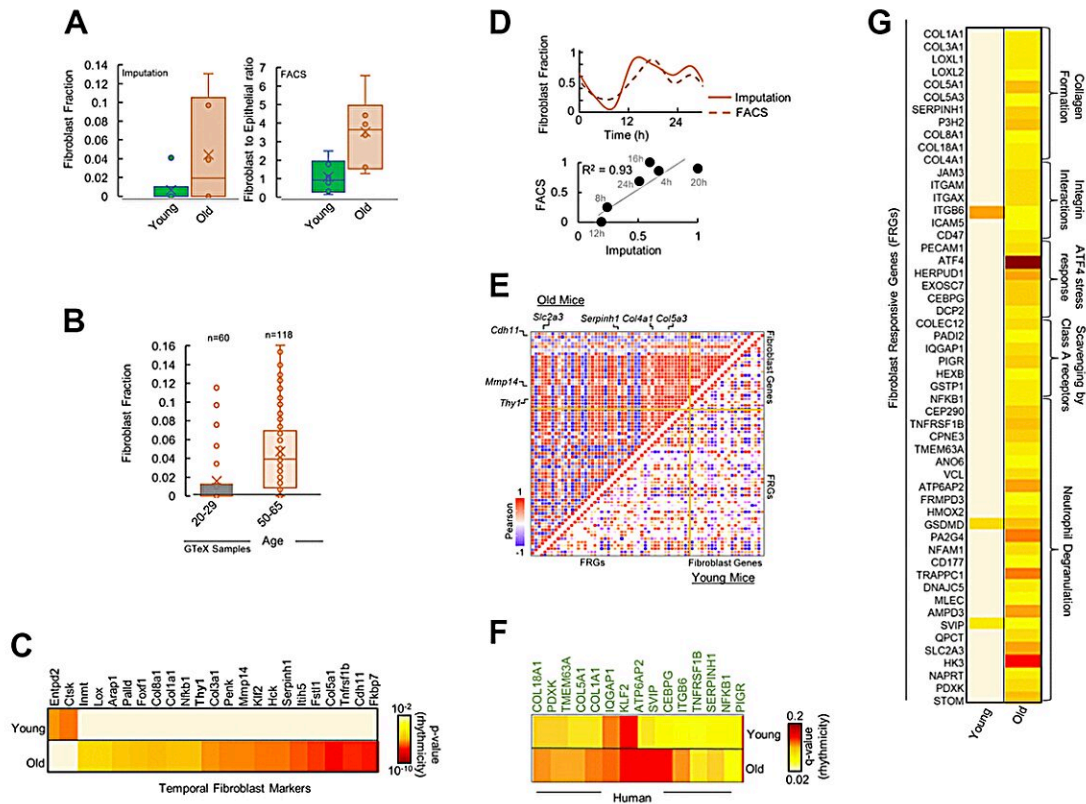 A
Fibroblast Fraction
0.14
0.12
0.1
0.08
0.06
0.04
0.02
0
Imputation
Young
Old
Fibroblast to Epithelial ratio
7
6
5
4
3
2
1
0
FACS
Young
Old
B
Fibroblast Fraction
0.16
0.14
0.12
0.1
0.08
0.06
0.04
0.02
0
n=60
n=118
20-29
50-65
GTeX Samples
Age
C
Entpd2
Ctsk
Inmt
Lox
Arap1
Palld
Foxf1
Col8a1
Col1a1
Nfkb1
Thy1
Col3a1
Penk
Mmp14
Klf2
Hck
Serpinh1
Itih5
Fstl1
Col5a1
Tnfrsf1b
Cdh11
Fkbp7
Young
Old
10-2
10-10
p-value
(rhythmicity)
Temporal Fibroblast Markers
D
Fibroblast Fraction
1
0.5
0
0
12
24
Time (h)
Imputation
FACS
FACS
1
0.5
0
R2 = 0.93
16h
24h
4h
20h
8h
12h
0
0.5
1
Imputation
E
Old Mice
Slc2a3
Serpinh1
Col4a1
Col5a3
Cdh11
Mmp14
Thy1
Fibroblast Genes
FRGs
1
Pearson
-1
FRGs
Fibroblast Genes
Young Mice
F
COL18A1
PDXK
TMEM63A
COL5A1
COL1A1
IQGAP1
KLF2
ATP6AP2
SVIP
CEBPG
ITGB6
TNFRSF1B
SERPINH1
NFKB1
PIGR
Young
Old
0.2
0.02
q-value
(rhythmicity)
Human
G
Fibroblast Responsive Genes (FRGs)
COL1A1
COL3A1
LOXL1
LOXL2
COL5A1
COL5A3
SERPINH1
P3H2
COL8A1
COL18A1
COL4A1
JAM3
ITGAM
ITGAX
ITGB6
ICAM5
CD47
PECAM1
ATF4
HERPUD1
EXOSC7
CEBPG
DCP2
COLEC12
PADI2
IQGAP1
PIGR
HEXB
GSTP1
NFKB1
CEP290
TNFRSF1B
CPNE3
TMEM63A
ANO6
VCL
ATP6AP2
FRMPD3
HMOX2
GSDMD
PA2G4
NFAM1
CD177
TRAPPC1
DNAJC5
MLEC
AMPD3
SVIP
QPCT
SLC2A3
HK3
NAPRT
PDXK
STOM
Young
Old
Collagen
Formation
Integrin
Interactions
ATF4 stress
response
Scavenging by
Class A receptors
Neutrophil Degranulation